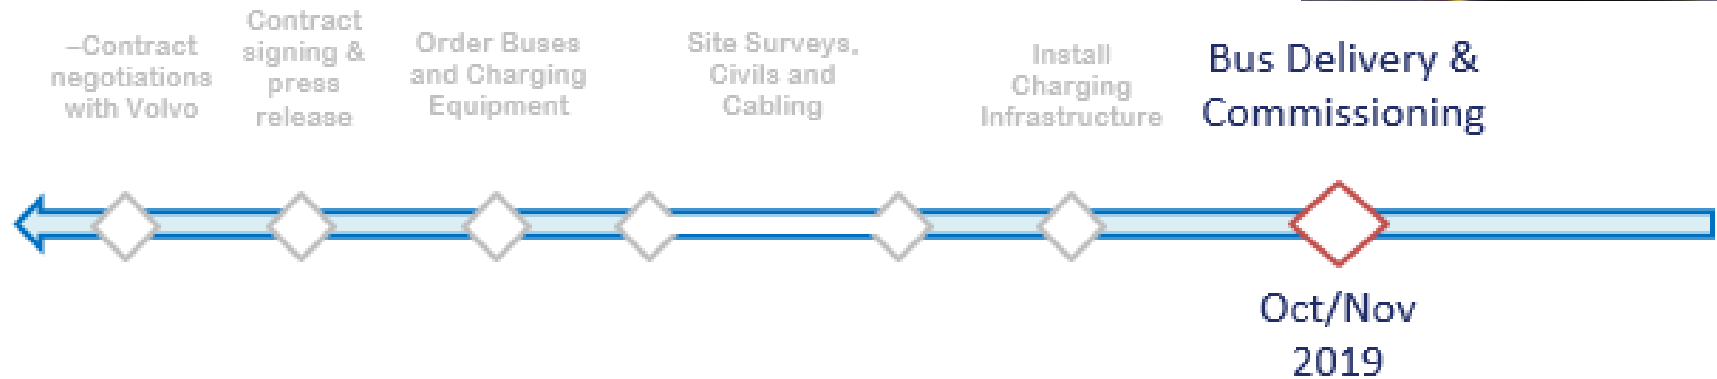 –Contract
negotiations
with Volvo
Contract
signing &
press
release
Order Buses
and Charging
Equipment
Site Surveys,
Civils and
Cabling
Install
Charging
Infrastructure
Bus Delivery &
Commissioning
Oct/Nov
2019